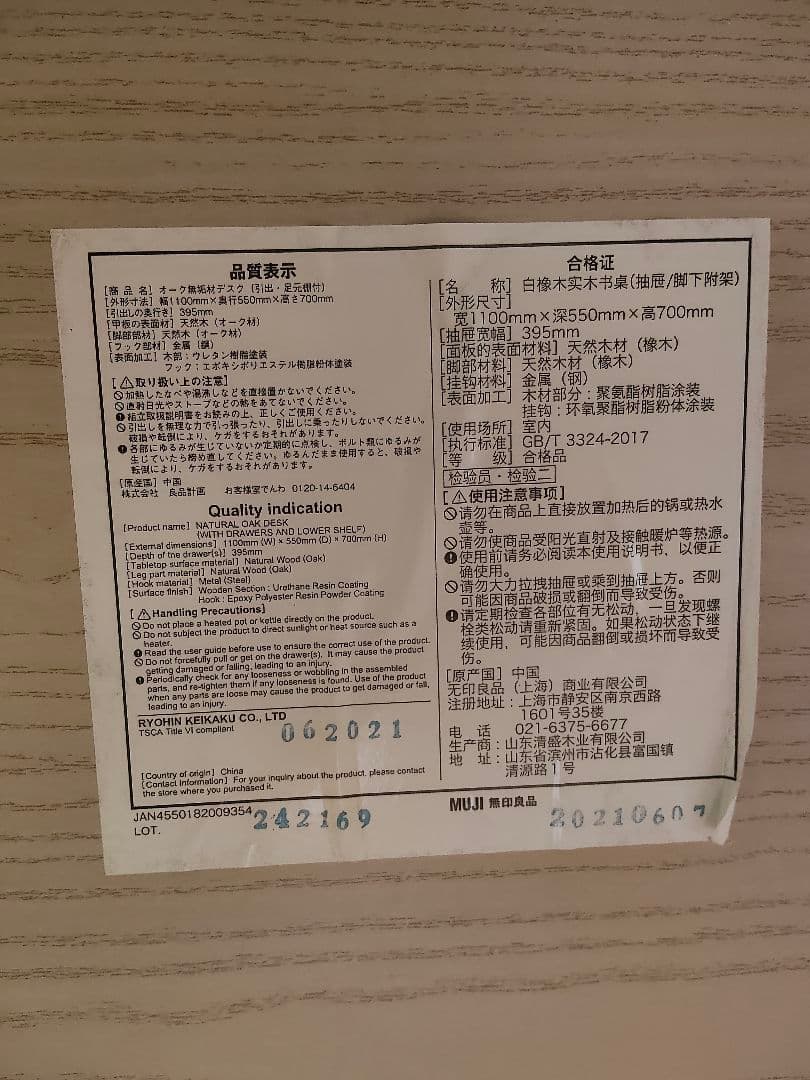 品質表示
[商 品 名] オーク無垢材デスク (引出・足元棚付)
[外形寸法] 幅1100mm×奥行550mm×高さ700mm
[引出しの奥行き] 395mm
[甲板の表面材] 天然木 (オーク材)
[脚部部材] 天然木 (オーク材)
[フック部材] 金属 (鋼)
[表面加工] 木部:ウレタン樹脂塗装
フック:エポキシポリエステル樹脂粉体塗装
[⚠取り扱い上の注意]
🚫加熱したなべや湯沸しなどを直接置かないでください。
🚫直射日光やストーブなどの熱をあてないでください。
❗組立取扱説明書をお読みの上、正しくご使用ください。
🚫引出しを無理な力で引っ張ったり、引出しに乗ったりしないでください。
破損や転倒により、ケガをするおそれがあります。
❗各部にゆるみが生じていないか定期的に点検し、ボルト類にゆるみが
生じていたら締め直してください。ゆるんだまま使用すると、破損や
転倒により、ケガをするおそれがあります。
[原産国] 中国
株式会社 良品計画 お客様室でんわ 0120-14-6404
Quality indication
[Product name] NATURAL OAK DESK
(WITH DRAWERS AND LOWER SHELF)
[External dimensions] 1100mm (W) × 550mm (D) × 700mm (H)
[Depth of the drawer(s)] 395mm
[Tabletop surface material] Natural Wood (Oak)
[Leg part material] Natural Wood (Oak)
[Hook material] Metal (Steel)
[Surface finish] Wooden Section : Urethane Resin Coating
Hook : Epoxy Polyester Resin Powder Coating
[⚠Handling Precautions]
🚫Do not place a heated pot or kettle directly on the product.
🚫Do not subject the product to direct sunlight or heat source such as a
heater.
❗Read the user guide before use to ensure the correct use of the product.
🚫Do not forcefully pull or get on the drawer(s). It may cause the product
getting damaged or falling, leading to an injury.
❗Periodically check for any looseness or wobbling in the assembled
parts, and re-tighten them if any looseness is found. Use of the product
when any parts are loose may cause the product to get damaged or fall,
leading to an injury.
RYOHIN KEIKAKU CO., LTD
TSCA Title VI compliant
062021
[Country of origin] China
[Contact Information] For your inquiry about the product, please contact
the store where you purchased it.
JAN4550182009354
LOT.
242169
合格证
[名 称] 白橡木实木书桌(抽屉/脚下附架)
[外形尺寸]
宽1100mm×深550mm×高700mm
[抽屉宽幅] 395mm
[面板的表面材料] 天然木材 (橡木)
[脚部材料] 天然木材 (橡木)
[挂钩材料] 金属 (钢)
[表面加工] 木材部分:聚氨酯树脂涂装
挂钩:环氧聚酯树脂粉体涂装
[使用场所] 室内
[执行标准] GB/T 3324-2017
[等 级] 合格品
[检验员・检验二]
[⚠使用注意事项]
🚫请勿在商品上直接放置加热后的锅或热水
壶等。
🚫请勿使商品受阳光直射及接触暖炉等热源。
❗使用前请务必阅读本使用说明书,以便正
确使用。
🚫请勿大力拉拽抽屉或乘到抽屉上方。否则
可能因商品破损或翻倒而导致受伤。
❗请定期检查各部位有无松动,一旦发现螺
栓类松动请重新紧固。如果松动状态下继
续使用,可能因商品翻倒或损坏而导致受
伤。
[原产国] 中国
无印良品 (上海) 商业有限公司
注册地址:上海市静安区南京西路
1601号35楼
电 话 021-6375-6677
生产商:山东清盛木业有限公司
地 址:山东省滨州市沾化县富国镇
清源路1号
MUJI 無印良品
20210607